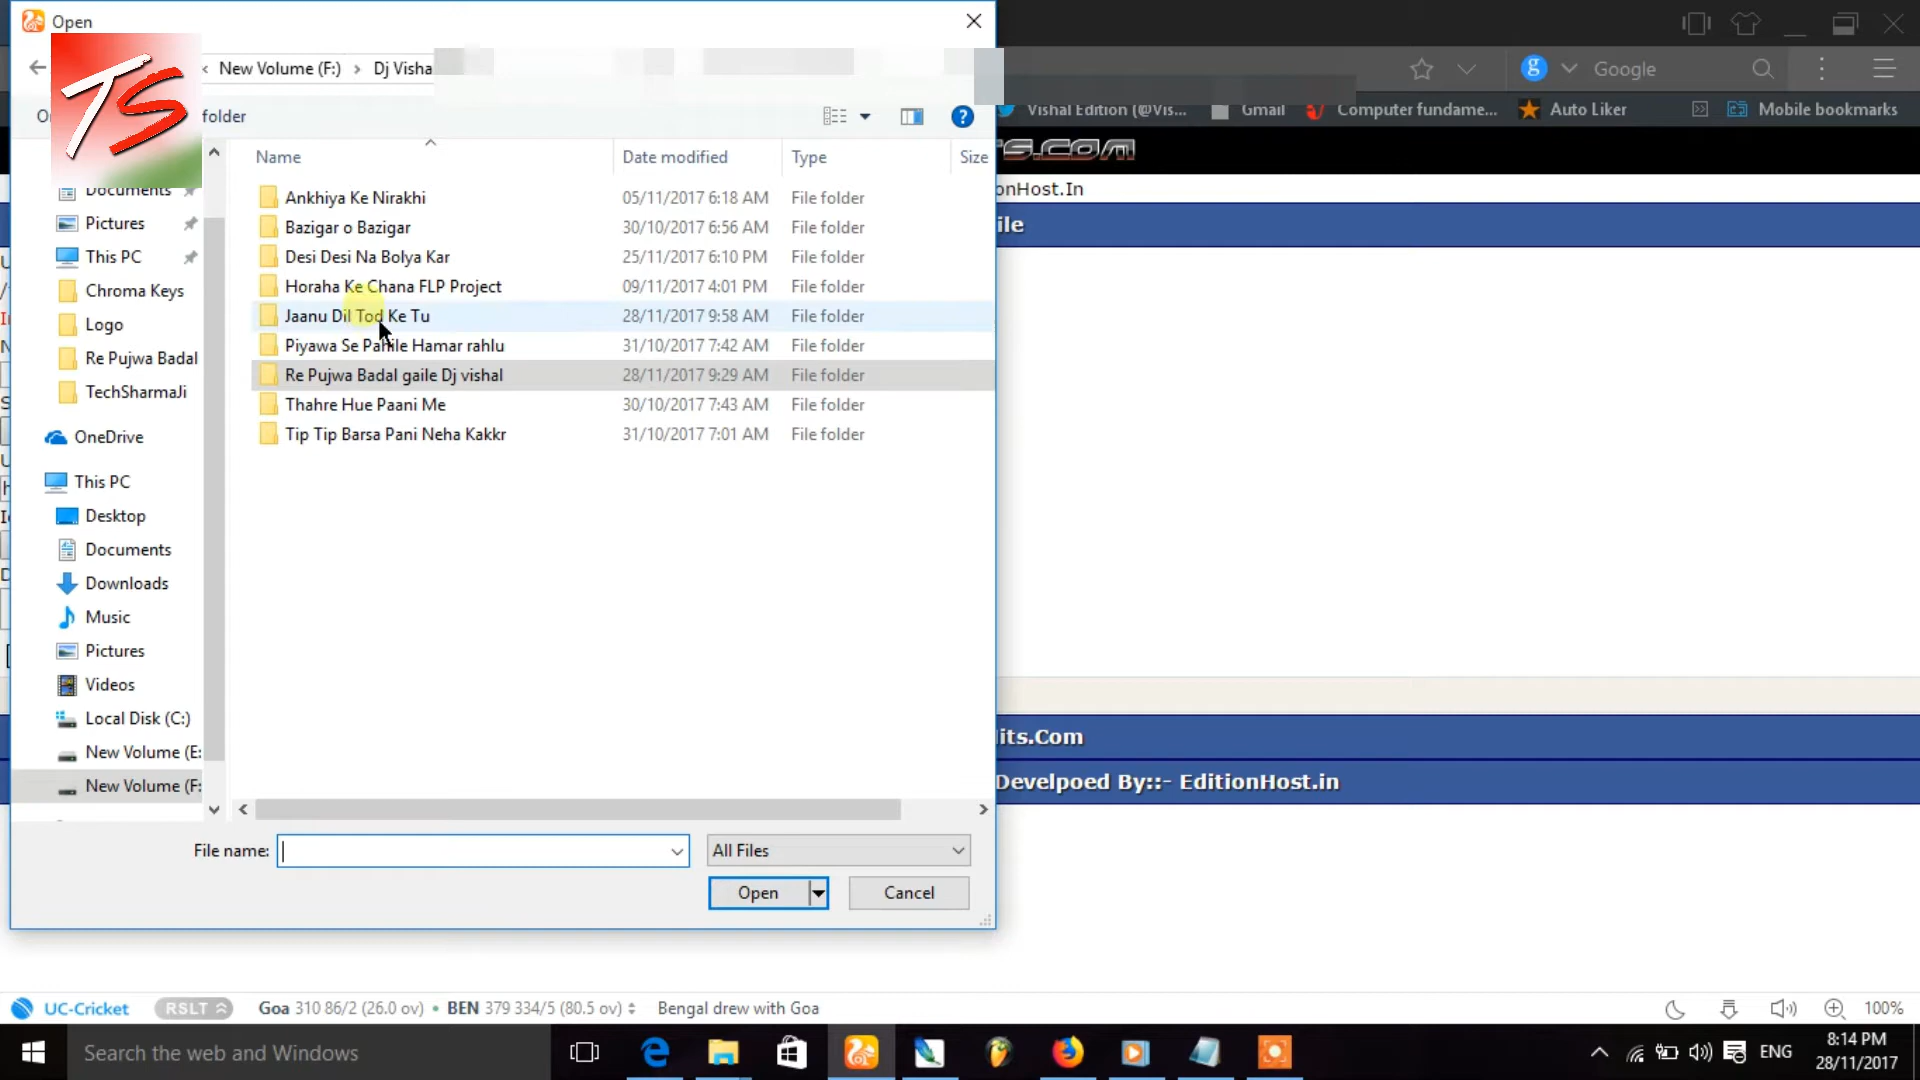 Open
TS
New Volume (F:) > Dj Visha
folder
Google
Vishal Edition (@Vis...
Gmail
Computer fundame...
Auto Liker
Mobile bookmarks
Name
Date modified
Type
Size
S.COM
onHost.In
ile
Documents
Pictures
This PC
Chroma Keys
Logo
Re Pujwa Badal
TechSharmaJi
OneDrive
This PC
Desktop
Documents
Downloads
Music
Pictures
Videos
Local Disk (C:)
New Volume (E:
New Volume (F:
Ankhiya Ke Nirakhi 05/11/2017 6:18 AM File folder
Bazigar o Bazigar 30/10/2017 6:56 AM File folder
Desi Desi Na Bolya Kar 25/11/2017 6:10 PM File folder
Horaha Ke Chana FLP Project 09/11/2017 4:01 PM File folder
Jaanu Dil Tod Ke Tu 28/11/2017 9:58 AM File folder
Piyawa Se Pahile Hamar rahlu 31/10/2017 7:42 AM File folder
Re Pujwa Badal gaile Dj vishal 28/11/2017 9:29 AM File folder
Thahre Hue Paani Me 30/10/2017 7:43 AM File folder
Tip Tip Barsa Pani Neha Kakkr 31/10/2017 7:01 AM File folder
its.Com
Develpoed By::- EditionHost.in
File name:
All Files
Open
Cancel
UC-Cricket
RSLT
Goa 310 86/2 (26.0 ov) • BEN 379 334/5 (80.5 ov)
Bengal drew with Goa
100%
Search the web and Windows
ENG
8:14 PM
28/11/2017